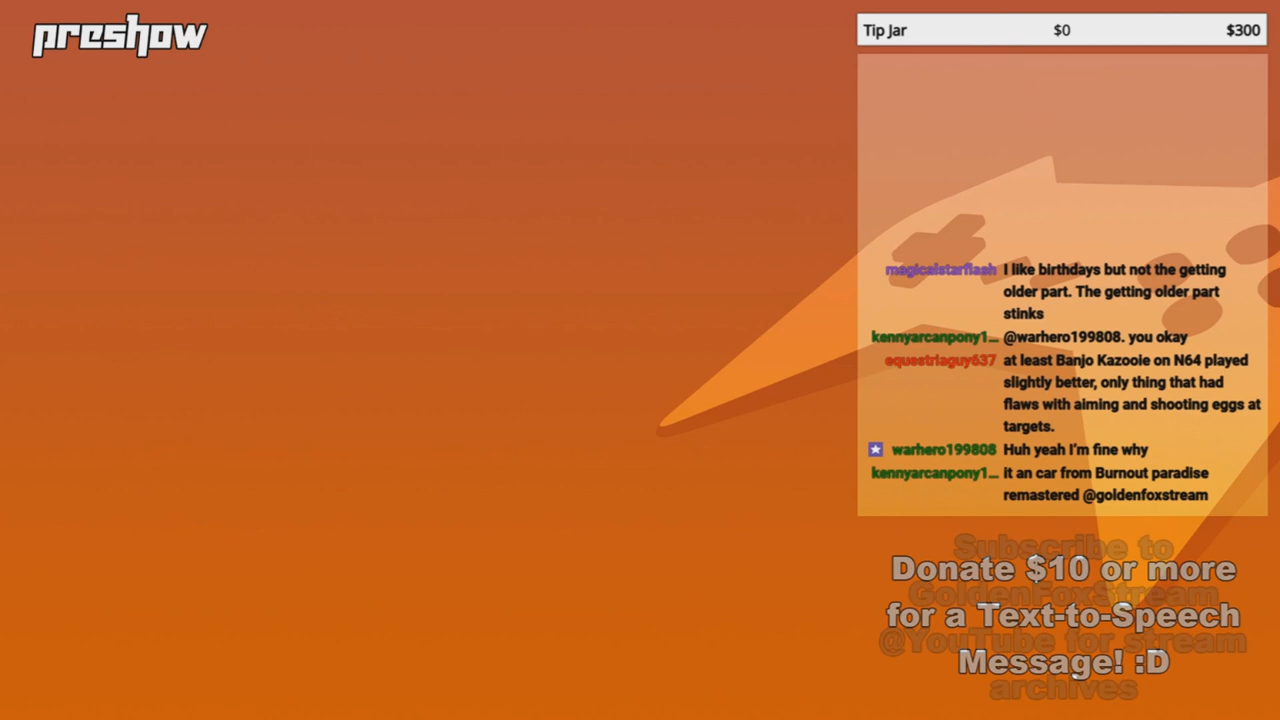 preshow
Tip Jar $0 $300
magicalstarflash I like birthdays but not the getting
older part. The getting older part
stinks
kennyarcanpony1... @warhero199808. you okay
equestriaguy637 at least Banjo Kazooie on N64 played
slightly better, only thing that had
flaws with aiming and shooting eggs at
targets.
warhero199808 Huh yeah I'm fine why
kennyarcanpony1... it an car from Burnout paradise
remastered @goldenfoxstream
Subscribe to
Donate $10 or more
GoldenFoxStream
for a Text-to-Speech
@YouTube for stream
Message! :D
archives